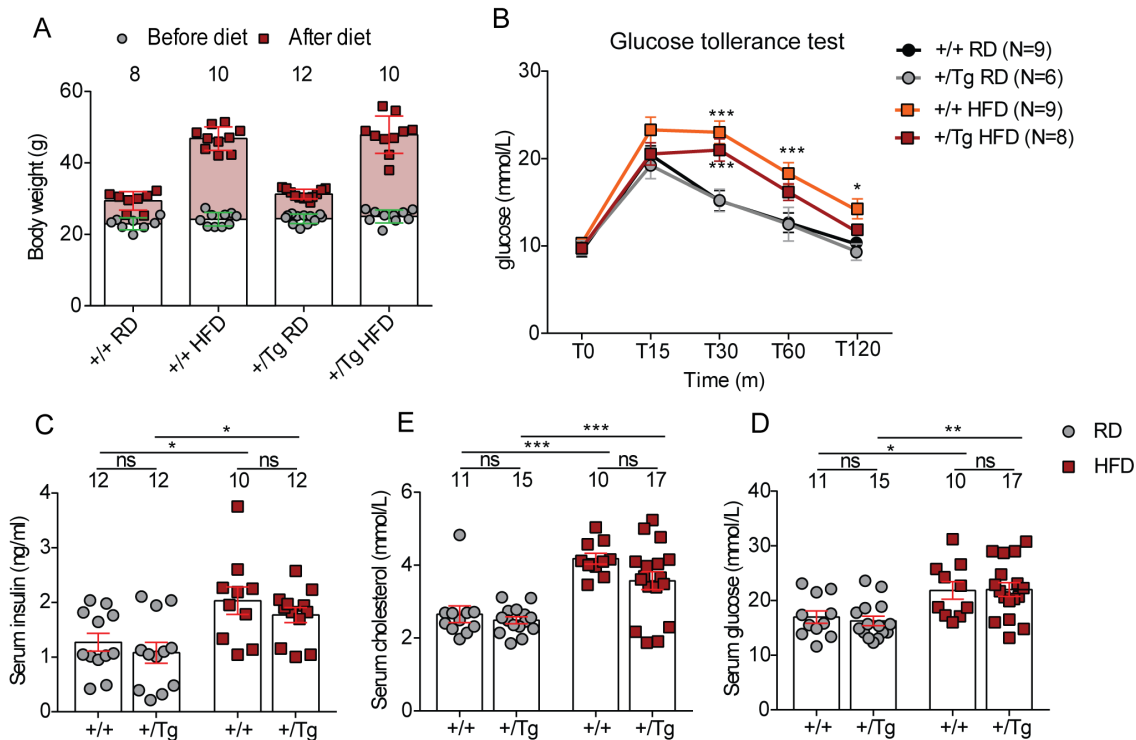 A
Before diet
After diet
8
10
12
10
Body weight (g)
60
40
20
0
+/+ RD
+/+ HFD
+/Tg RD
+/Tg HFD
B
Glucose tollerance test
+/+ RD (N=9)
+/Tg RD (N=6)
+/+ HFD (N=9)
+/Tg HFD (N=8)
glucose (mmol/L)
30
20
10
0
***
***
***
*
T0
T15
T30
T60
T120
Time (m)
C
*
*
ns
ns
12
12
10
12
Serum insulin (ng/ml)
4
3
2
1
0
+/+
+/Tg
+/+
+/Tg
E
***
***
ns
ns
11
15
10
17
Serum cholesterol (mmol/L)
6
4
2
0
+/+
+/Tg
+/+
+/Tg
D
**
*
ns
ns
11
15
10
17
Serum glucose (mmol/L)
40
30
20
10
0
+/+
+/Tg
+/+
+/Tg
RD
HFD